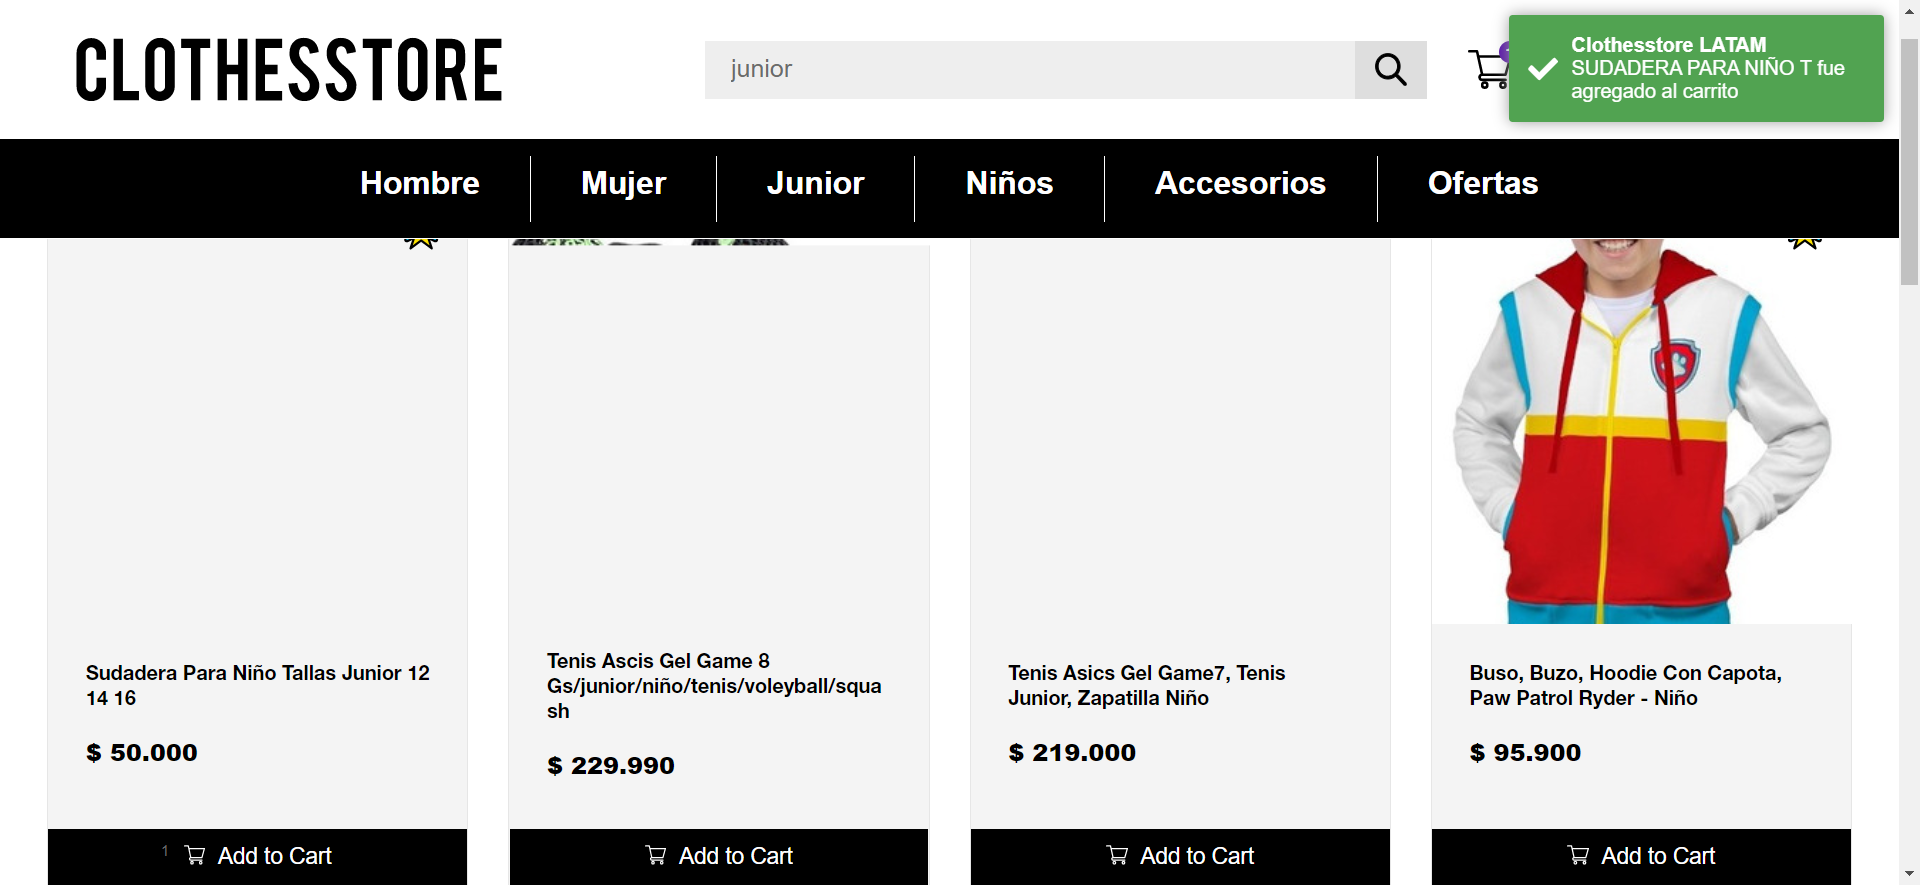 CLOTHESSTORE
junior
Clothesstore LATAM
SUDADERA PARA NIÑO T fue
agregado al carrito
Hombre
Mujer
Junior
Niños
Accesorios
Ofertas
Sudadera Para Niño Tallas Junior 12
14 16
$ 50.000
1
Add to Cart
Tenis Ascis Gel Game 8
Gs/junior/niño/tenis/voleyball/squa
sh
$ 229.990
Add to Cart
Tenis Asics Gel Game7, Tenis
Junior, Zapatilla Niño
$ 219.000
Add to Cart
Buso, Buzo, Hoodie Con Capota,
Paw Patrol Ryder - Niño
$ 95.900
Add to Cart